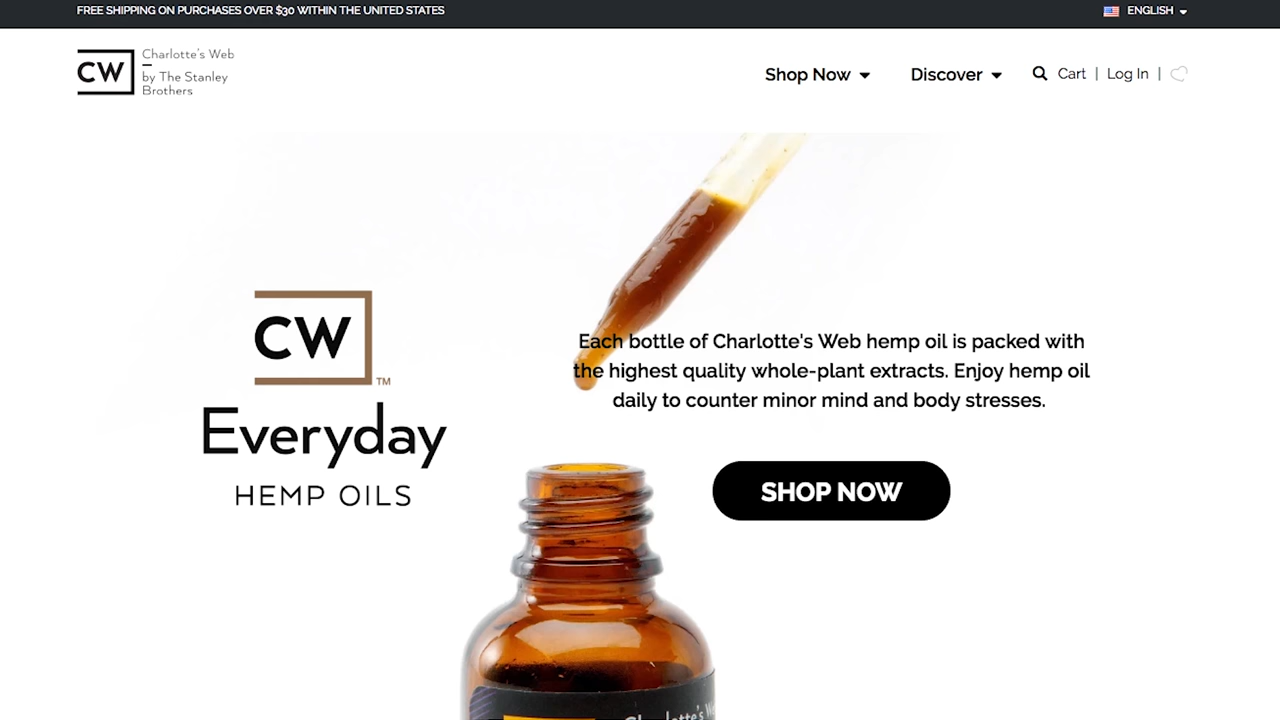 FREE SHIPPING ON PURCHASES OVER $30 WITHIN THE UNITED STATES
ENGLISH
CW
Charlotte's Web
by The Stanley
Brothers
Shop Now
Discover
Cart | Log In |
Each bottle of Charlotte's Web hemp oil is packed with
the highest quality whole-plant extracts. Enjoy hemp oil
daily to counter minor mind and body stresses.
CW
TM
Everyday
HEMP OILS
SHOP NOW
Charlotte's Web